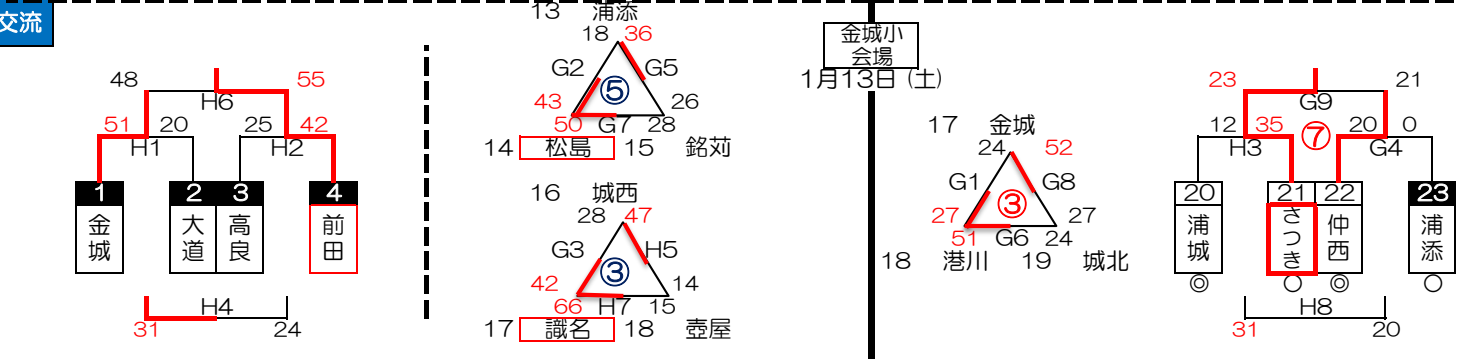 交流
48 55
H6
51 20 25 42
H1 H2
1 2 3 4
金城 大道 高良 前田
H4
31 24
13 浦添
18 36
G2 G5
⑤
43 26
50 G7 28
14 松島 15 銘苅
16 城西
28 47
G3 H5
③
42 14
66 H7 15
17 識名 18 壺屋
金城小
会場
1月13日(土)
17 金城
24 52
G1 G8
③
27 27
51 G6 24
18 港川 19 城北
23 21
G9
12 35 ⑦ 20 0
H3 G4
20 21 22 23
浦城 さつき 仲西 浦添
◎ ○ ◎ ○
H8
31 20